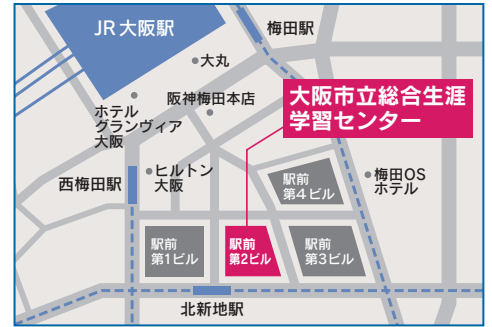 JR大阪駅
梅田駅
大丸
阪神梅田本店
大阪市立総合生涯
学習センター
ホテル
グランヴィア
大阪
西梅田駅
ヒルトン
大阪
駅前
第4ビル
梅田OS
ホテル
駅前
第1ビル
駅前
第2ビル
駅前
第3ビル
北新地駅